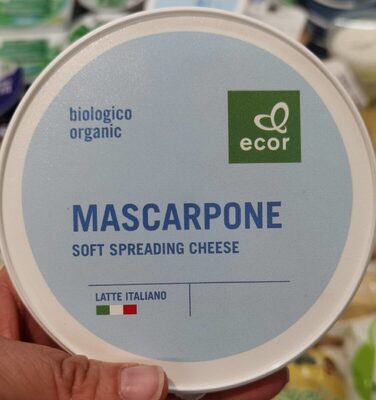 biologico
organic
ecor
MASCARPONE
SOFT SPREADING CHEESE
LATTE ITALIANO